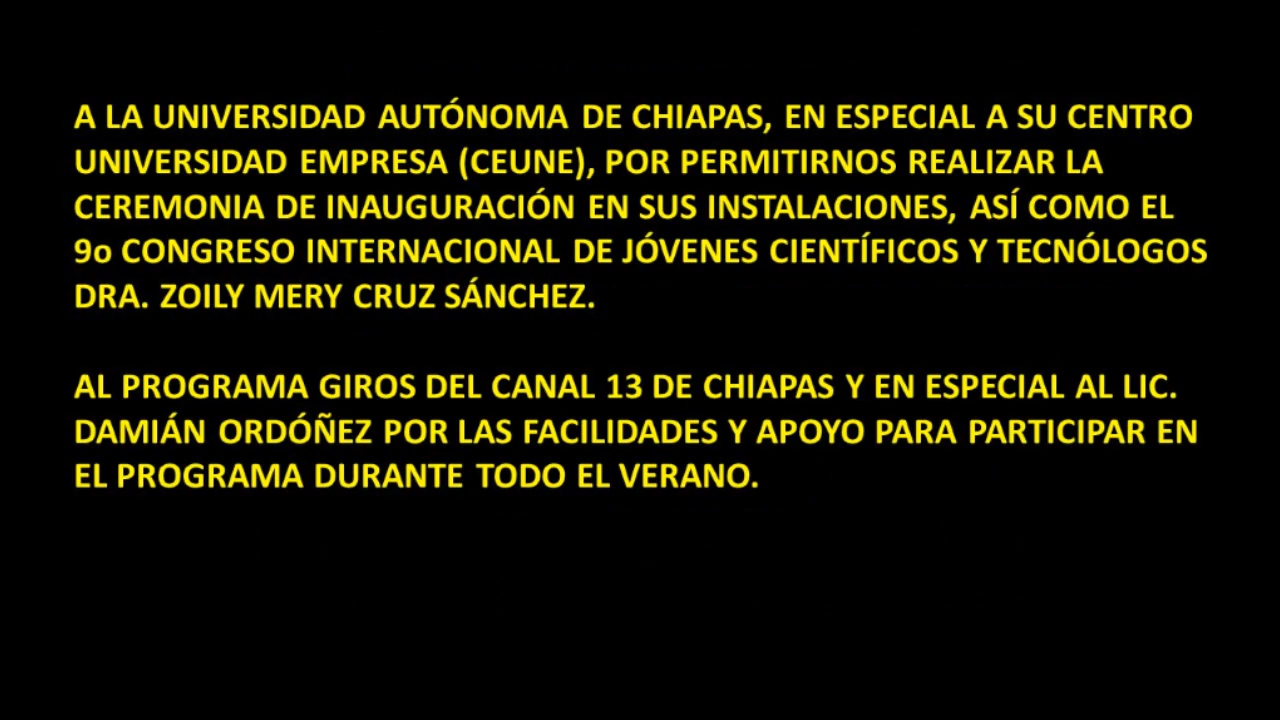 A LA UNIVERSIDAD AUTÓNOMA DE CHIAPAS, EN ESPECIAL A SU CENTRO
UNIVERSIDAD EMPRESA (CEUNE), POR PERMITIRNOS REALIZAR LA
CEREMONIA DE INAUGURACIÓN EN SUS INSTALACIONES, ASÍ COMO EL
9o CONGRESO INTERNACIONAL DE JÓVENES CIENTÍFICOS Y TECNÓLOGOS
DRA. ZOILY MERY CRUZ SÁNCHEZ.
AL PROGRAMA GIROS DEL CANAL 13 DE CHIAPAS Y EN ESPECIAL AL LIC.
DAMIÁN ORDÓÑEZ POR LAS FACILIDADES Y APOYO PARA PARTICIPAR EN
EL PROGRAMA DURANTE TODO EL VERANO.